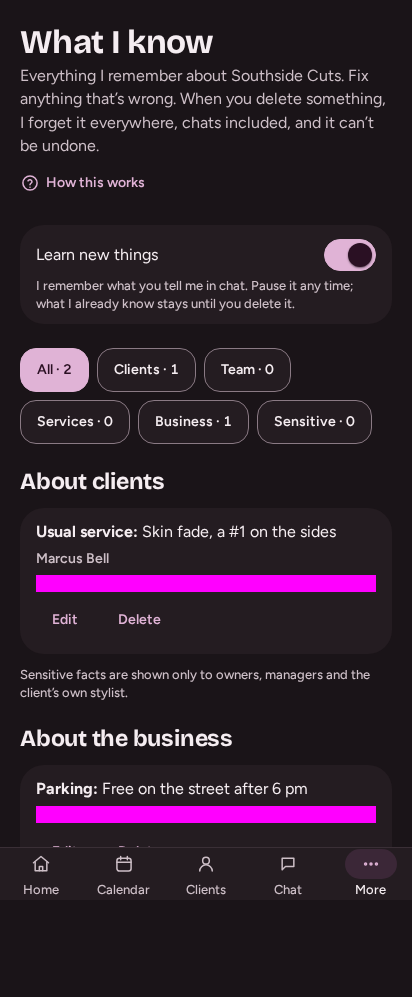 What I know
Everything I remember about Southside Cuts. Fix
anything that's wrong. When you delete something,
I forget it everywhere, chats included, and it can't
be undone.
How this works
Learn new things
I remember what you tell me in chat. Pause it any time;
what I already know stays until you delete it.
All · 2
Clients · 1
Team · 0
Services · 0
Business · 1
Sensitive · 0
About clients
Usual service: Skin fade, a #1 on the sides
Marcus Bell
Edit
Delete
Sensitive facts are shown only to owners, managers and the
client's own stylist.
About the business
Parking: Free on the street after 6 pm
Home
Calendar
Clients
Chat
More